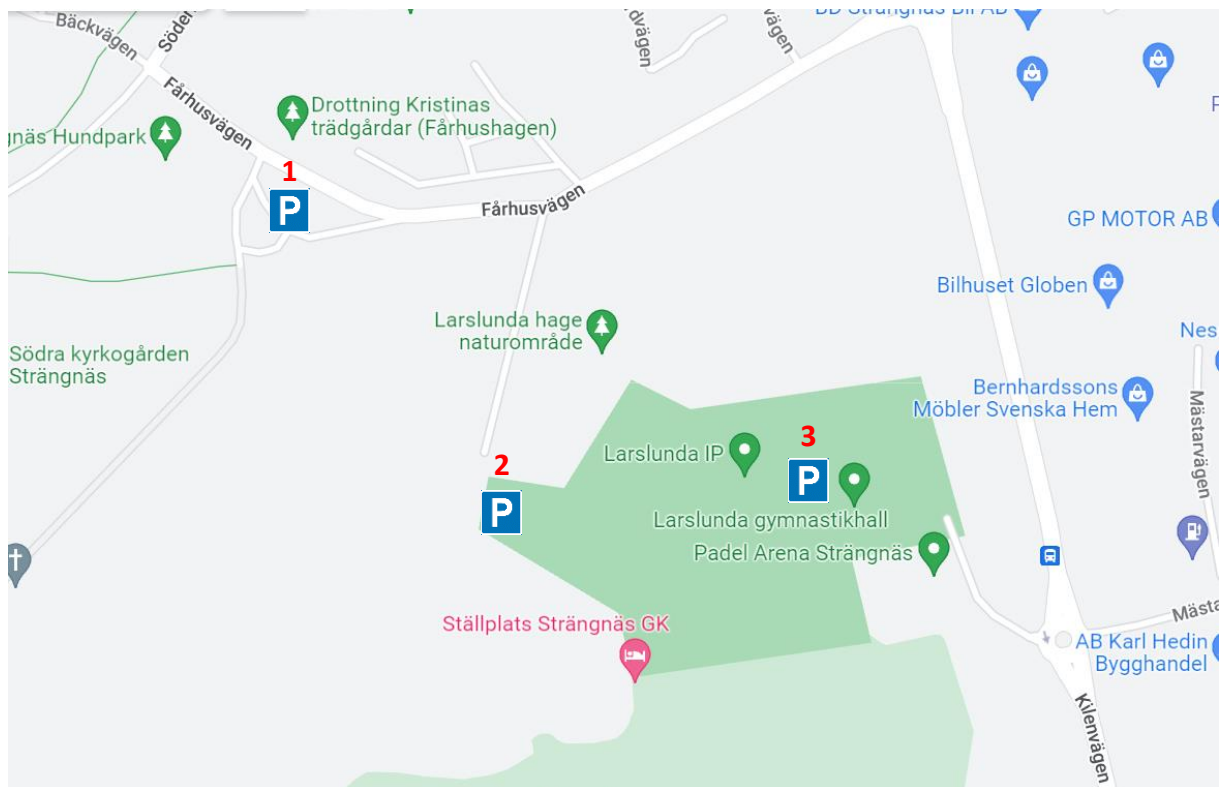 BD Strängnäs Bil AB
Bäckvägen
Söder
dvägen
Fårhusvägen
Drottning Kristinas
trädgårdar (Fårhushagen)
gnäs Hundpark
1
P
Fårhusvägen
GP MOTOR AB
Bilhuset Globen
Larslunda hage
naturområde
Nes
Södra kyrkogården
Strängnäs
Bernhardssons
Möbler Svenska Hem
Mästarvägen
3
Larslunda IP
P
2
P
Larslunda gymnastikhall
Padel Arena Strängnäs
Ställplats Strängnäs GK
Mästa
AB Karl Hedin
Bygghandel
Kilenvägen